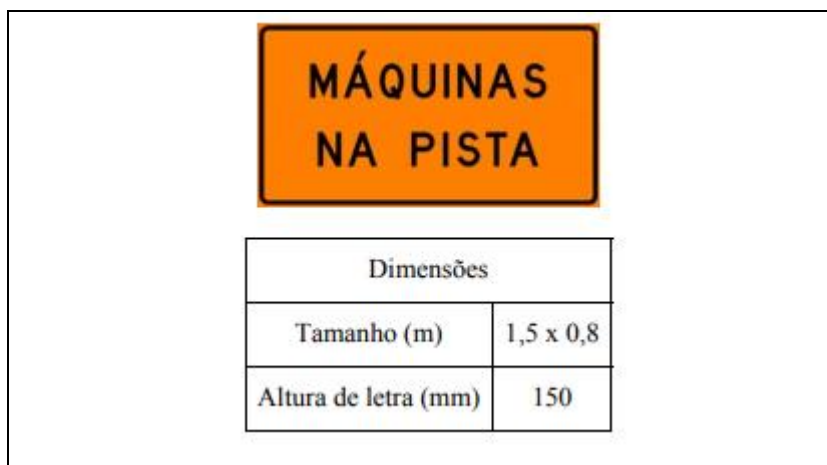 MÁQUINAS
NA PISTA
Dimensões
Tamanho (m) 1,5 x 0,8
Altura de letra (mm) 150